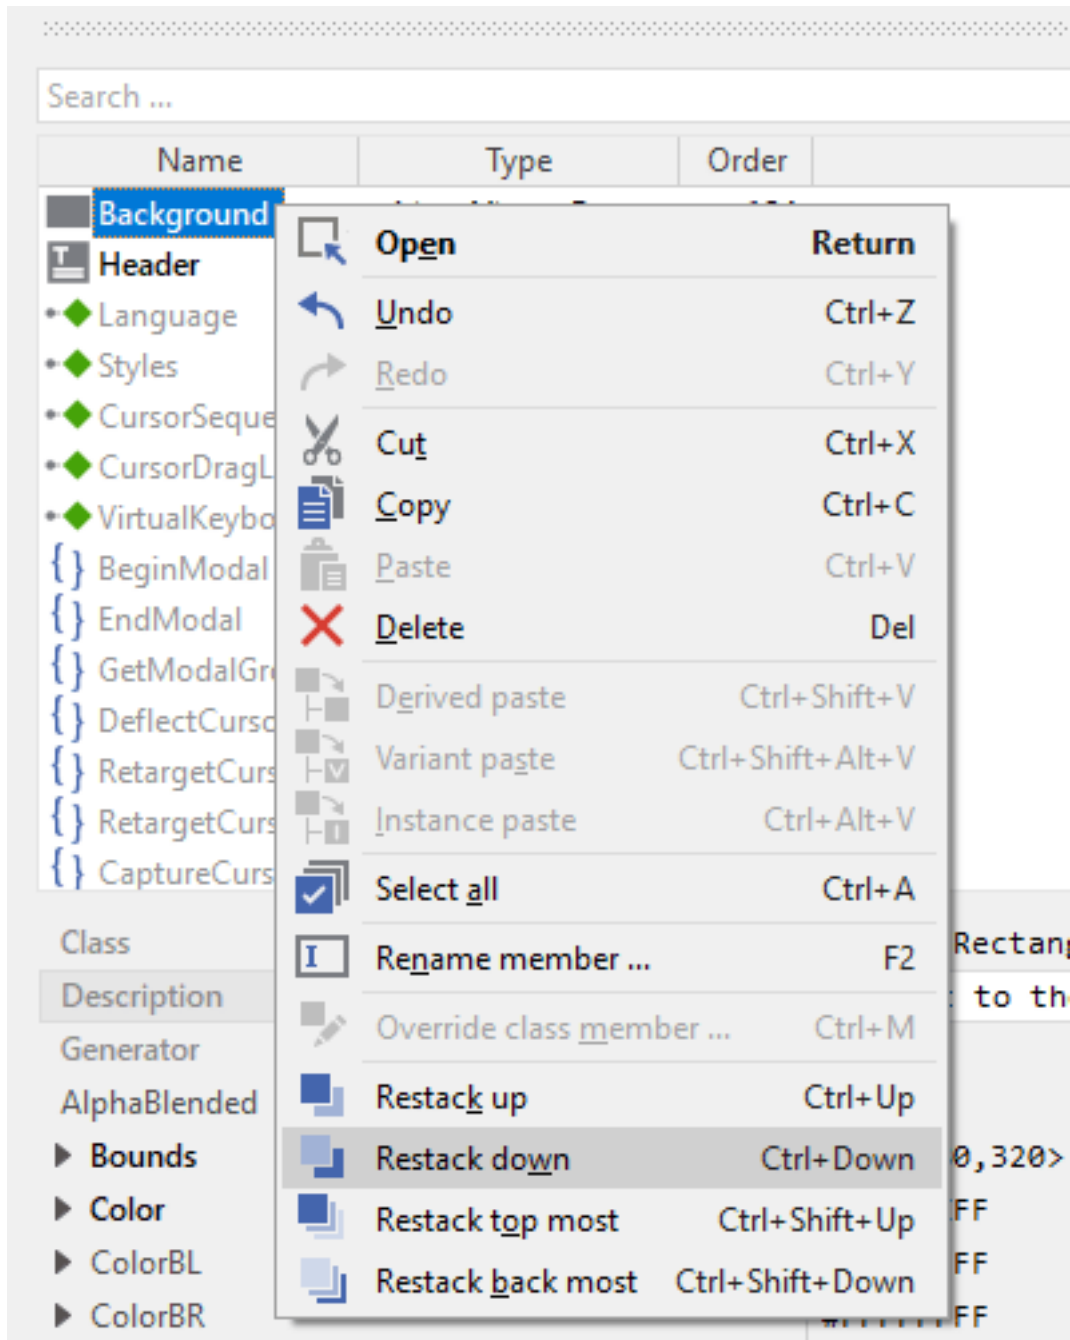 Search ...
Name Type Order
Background
Header
Language
Styles
CursorSeque
CursorDragL
VirtualKeybo
BeginModal
EndModal
GetModalGr
DeflectCurso
RetargetCurs
RetargetCurs
CaptureCurs
Open Return
Undo Ctrl+Z
Redo Ctrl+Y
Cut Ctrl+X
Copy Ctrl+C
Paste Ctrl+V
Delete Del
Derived paste Ctrl+Shift+V
Variant paste Ctrl+Shift+Alt+V
Instance paste Ctrl+Alt+V
Select all Ctrl+A
Rename member ... F2
Override class member ... Ctrl+M
Restack up Ctrl+Up
Restack down Ctrl+Down
Restack top most Ctrl+Shift+Up
Restack back most Ctrl+Shift+Down
Class Rectang
Description to th
Generator
AlphaBlended
Bounds 0,320>
Color FF
ColorBL FF
ColorBR #FFFFFFFF